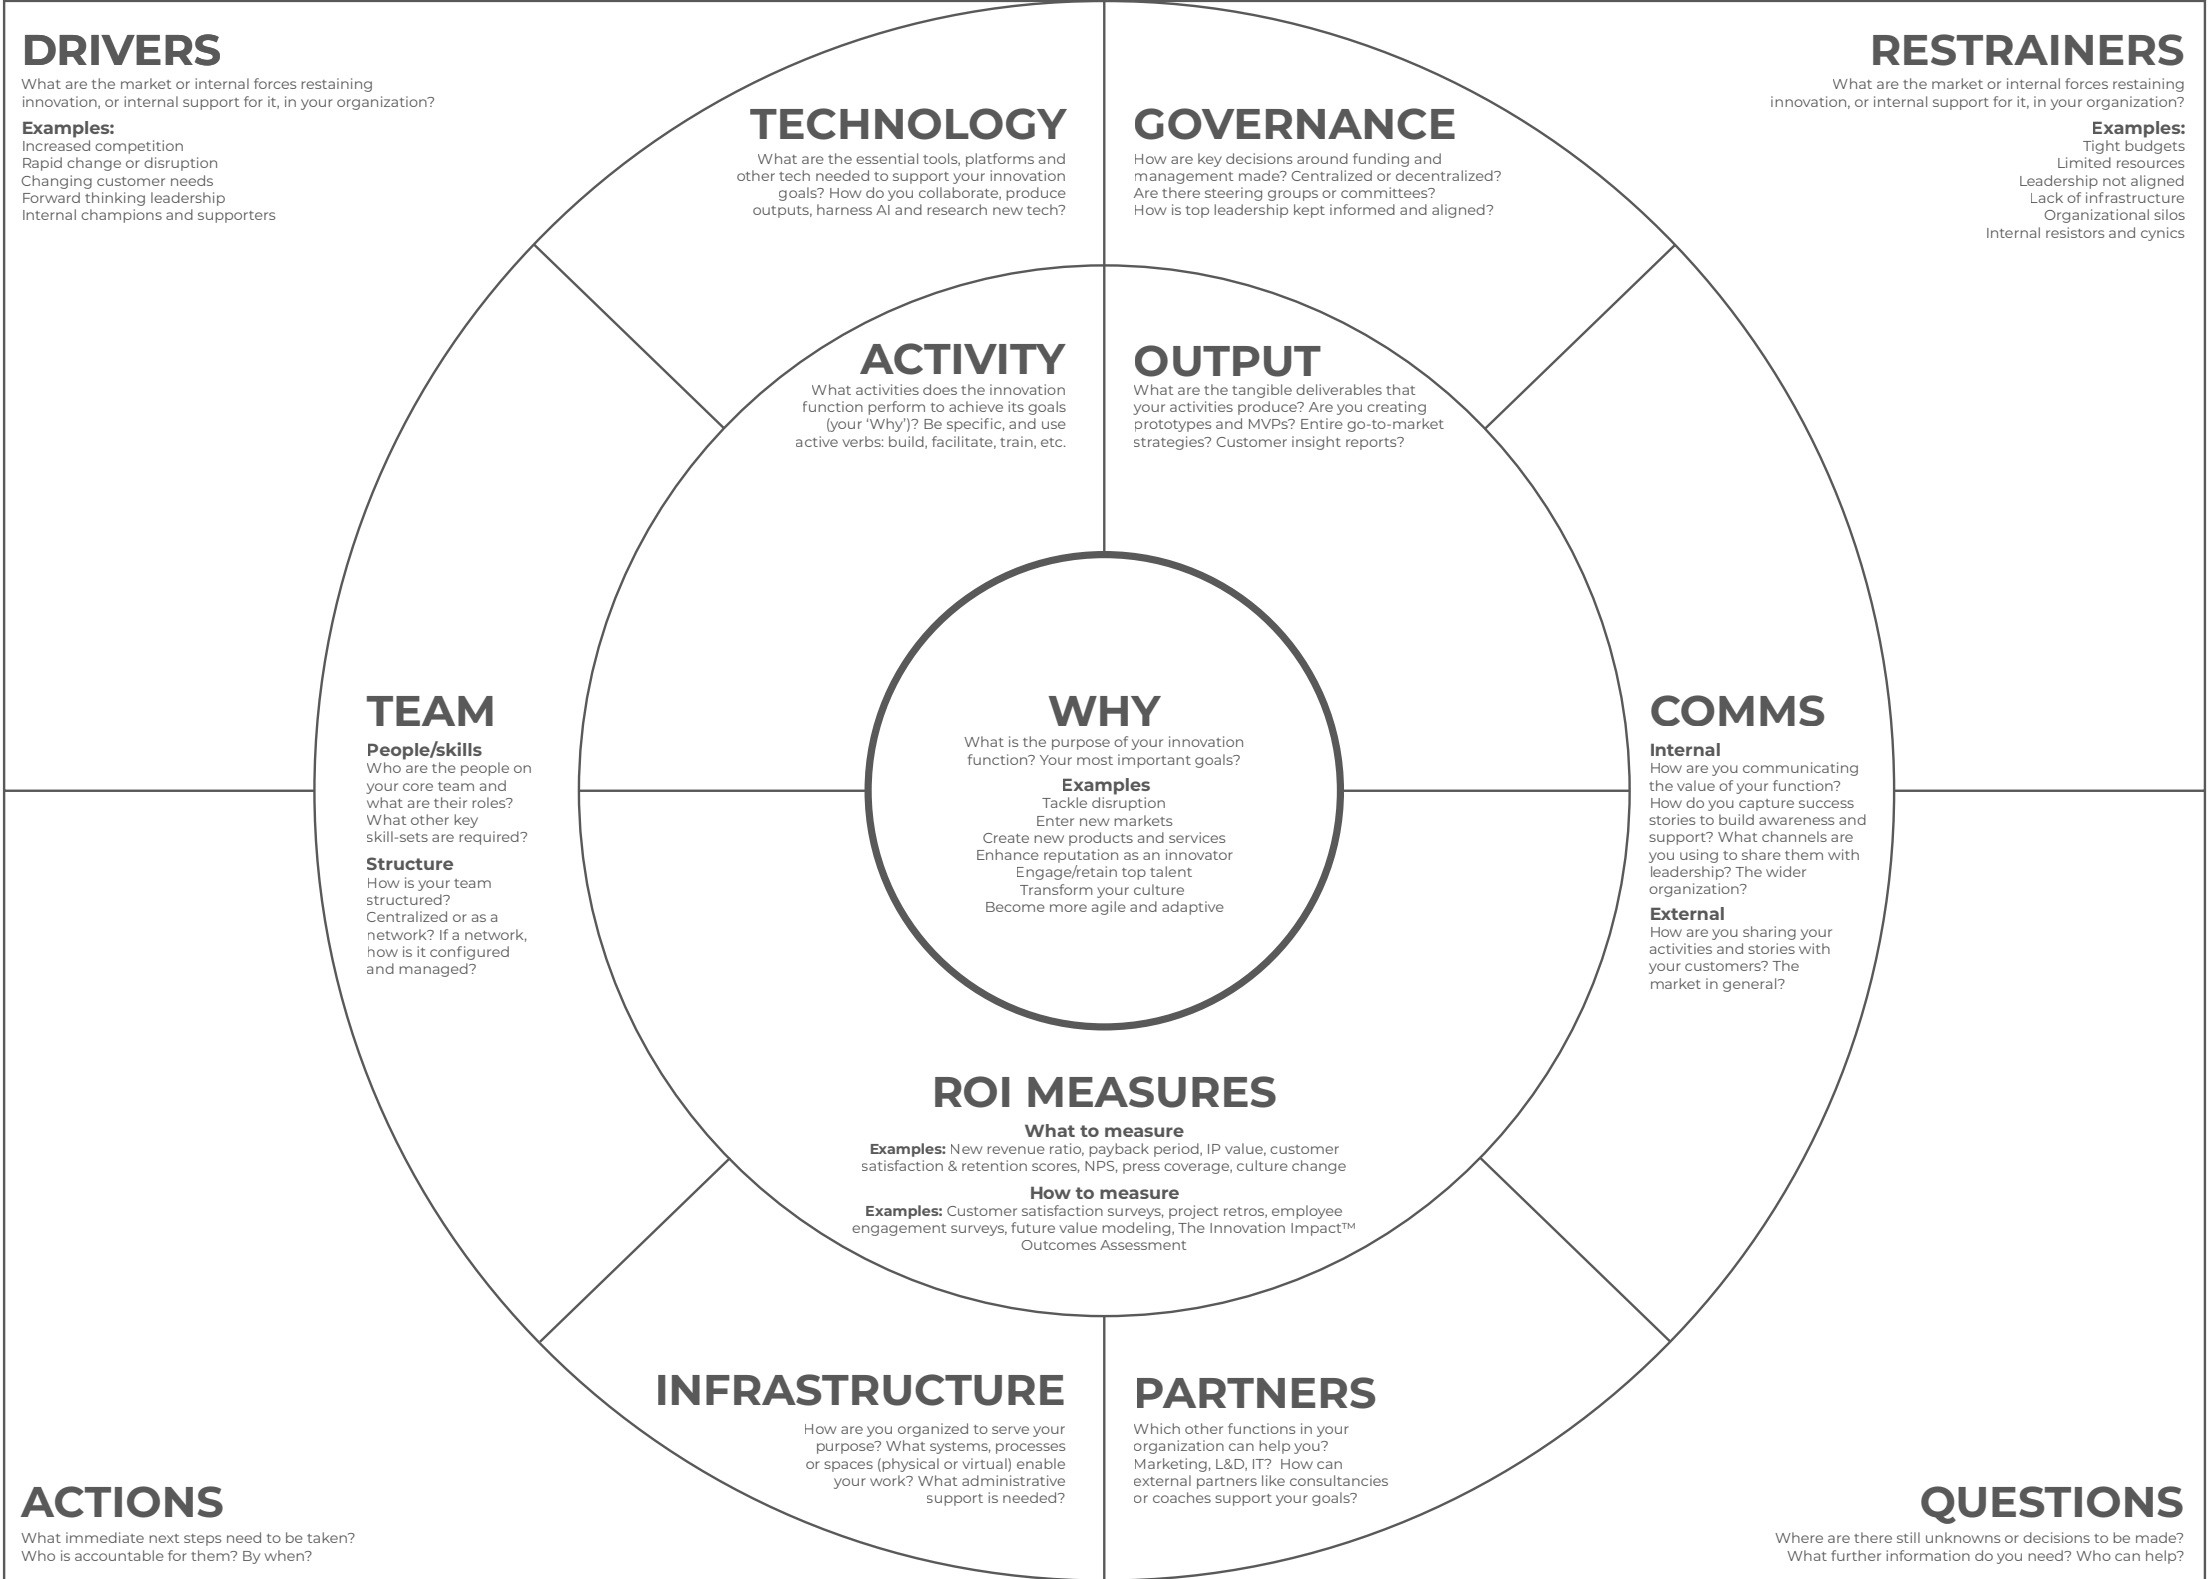 DRIVERS
What are the market or internal forces restaining
innovation, or internal support for it, in your organization?
Examples:
Increased competition
Rapid change or disruption
Changing customer needs
Forward thinking leadership
Internal champions and supporters
RESTRAINERS
What are the market or internal forces restaining
innovation, or internal support for it, in your organization?
Examples:
Tight budgets
Limited resources
Leadership not aligned
Lack of infrastructure
Organizational silos
Internal resistors and cynics
TECHNOLOGY
What are the essential tools, platforms and
other tech needed to support your innovation
goals? How do you collaborate, produce
outputs, harness AI and research new tech?
GOVERNANCE
How are key decisions around funding and
management made? Centralized or decentralized?
Are there steering groups or committees?
How is top leadership kept informed and aligned?
ACTIVITY
What activities does the innovation
function perform to achieve its goals
(your ‘Why’)? Be specific, and use
active verbs: build, facilitate, train, etc.
OUTPUT
What are the tangible deliverables that
your activities produce? Are you creating
prototypes and MVPs? Entire go-to-market
strategies? Customer insight reports?
TEAM
People/skills
Who are the people on
your core team and
what are their roles?
What other key
skill-sets are required?
Structure
How is your team
structured?
Centralized or as a
network? If a network,
how is it configured
and managed?
WHY
What is the purpose of your innovation
function? Your most important goals?
Examples
Tackle disruption
Enter new markets
Create new products and services
Enhance reputation as an innovator
Engage/retain top talent
Transform your culture
Become more agile and adaptive
COMMS
Internal
How are you communicating
the value of your function?
How do you capture success
stories to build awareness and
support? What channels are
you using to share them with
leadership? The wider
organization?
External
How are you sharing your
activities and stories with
your customers? The
market in general?
ROI MEASURES
What to measure
Examples: New revenue ratio, payback period, IP value, customer
satisfaction & retention scores, NPS, press coverage, culture change
How to measure
Examples: Customer satisfaction surveys, project retros, employee
engagement surveys, future value modeling, The Innovation Impact™
Outcomes Assessment
INFRASTRUCTURE
How are you organized to serve your
purpose? What systems, processes
or spaces (physical or virtual) enable
your work? What administrative
support is needed?
PARTNERS
Which other functions in your
organization can help you?
Marketing, L&D, IT? How can
external partners like consultancies
or coaches support your goals?
ACTIONS
What immediate next steps need to be taken?
Who is accountable for them? By when?
QUESTIONS
Where are there still unknowns or decisions to be made?
What further information do you need? Who can help?